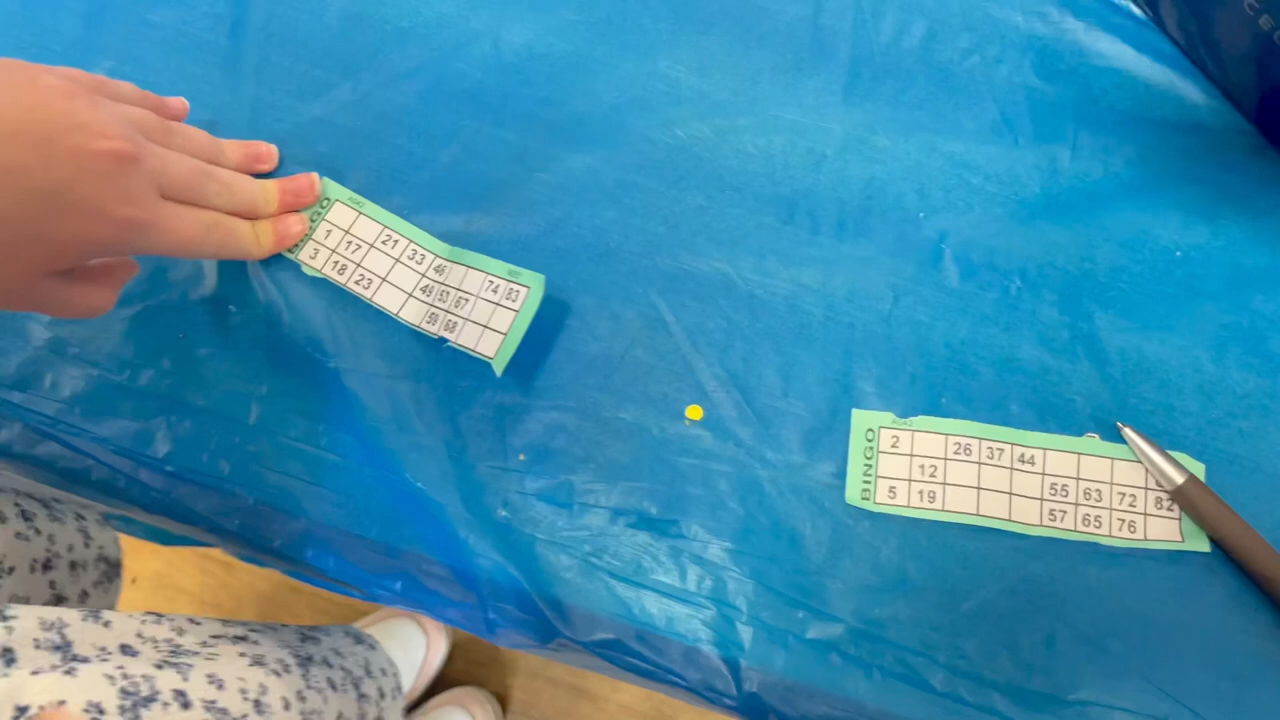 GO
21 33 46 74 83
1 17 49 53 67
3 18 23 59 68
BINGO
2 26 37 44
12 55 63 72 82
5 19 57 65 76